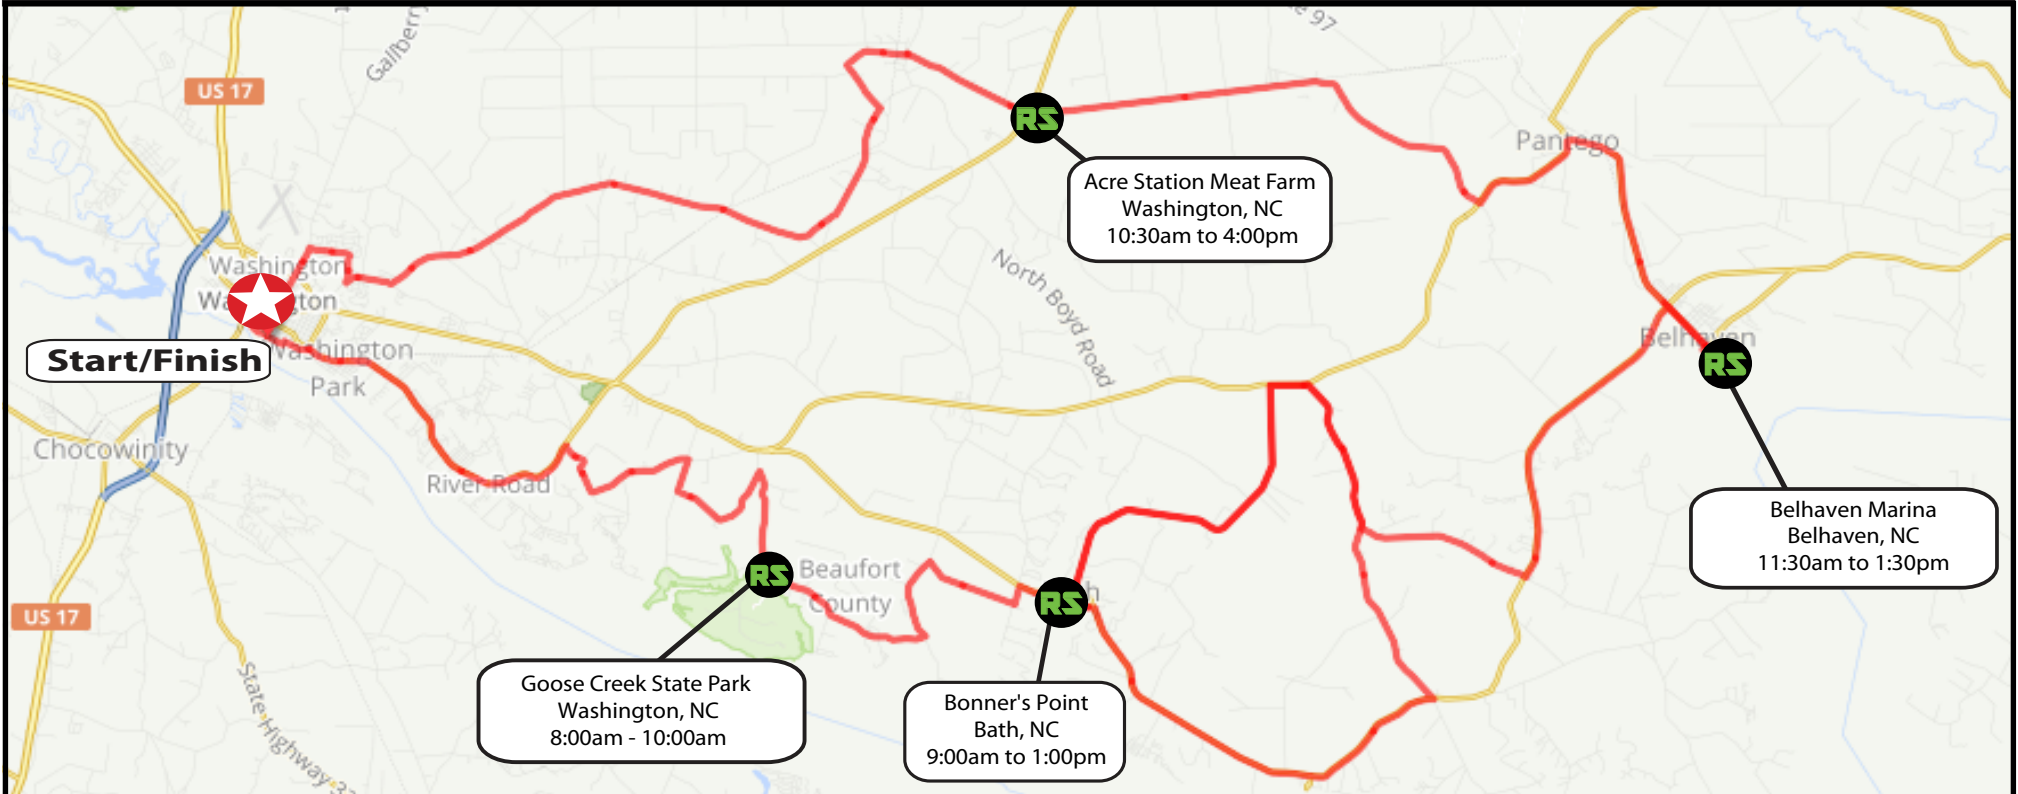 e 97
Gallberry
US 17
RS
Pantego
Acre Station Meat Farm
Washington, NC
10:30am to 4:00pm
Washington
Washington
North Boyd Road
Belhaven
RS
Start/Finish
Washington
Park
Chocowinity
River Road
Belhaven Marina
Belhaven, NC
11:30am to 1:30pm
RS
Beaufort
County
RS
h
US 17
State Highway 33
Goose Creek State Park
Washington, NC
8:00am - 10:00am
Bonner's Point
Bath, NC
9:00am to 1:00pm